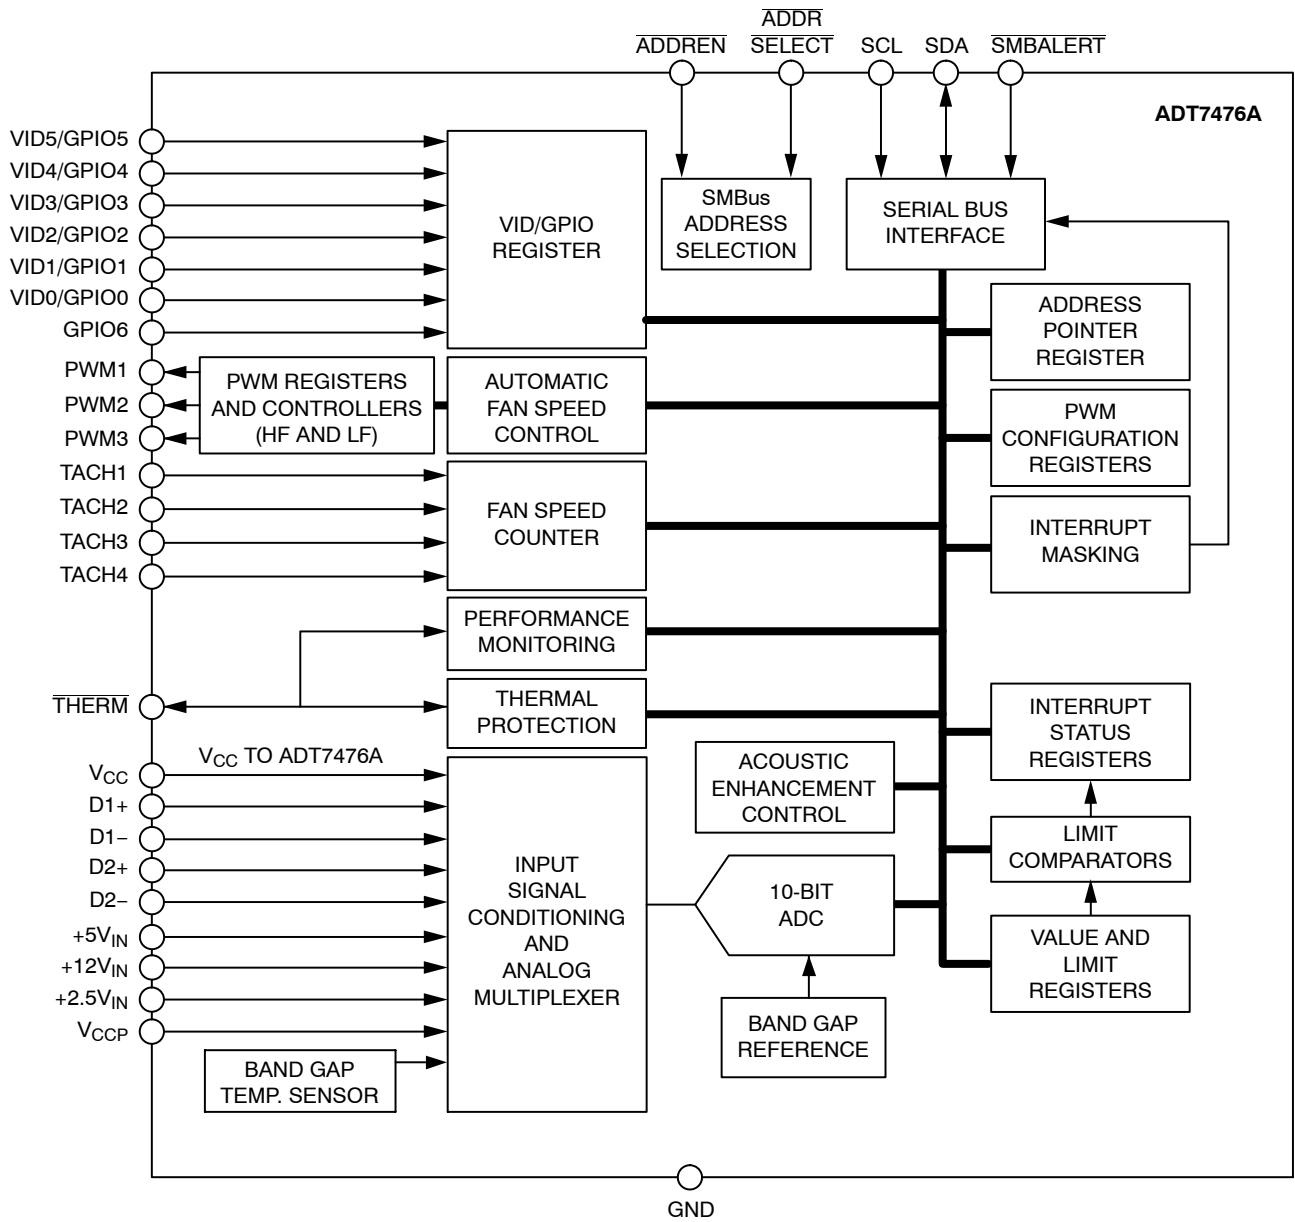 ADDREN
ADDR
SELECT
SCL
SDA
SMBALERT
ADT7476A
VID5/GPIO5
VID4/GPIO4
VID3/GPIO3
VID2/GPIO2
VID1/GPIO1
VID0/GPIO0
GPIO6
VID/GPIO
REGISTER
SMBus
ADDRESS
SELECTION
SERIAL BUS
INTERFACE
ADDRESS
POINTER
REGISTER
PWM1
PWM2
PWM3
PWM REGISTERS
AND CONTROLLERS
(HF AND LF)
AUTOMATIC
FAN SPEED
CONTROL
PWM
CONFIGURATION
REGISTERS
TACH1
TACH2
TACH3
TACH4
FAN SPEED
COUNTER
INTERRUPT
MASKING
PERFORMANCE
MONITORING
THERM
THERMAL
PROTECTION
INTERRUPT
STATUS
REGISTERS
VCC TO ADT7476A
VCC
D1+
D1−
D2+
D2−
+5VIN
+12VIN
+2.5VIN
VCCP
INPUT
SIGNAL
CONDITIONING
AND
ANALOG
MULTIPLEXER
ACOUSTIC
ENHANCEMENT
CONTROL
LIMIT
COMPARATORS
10-BIT
ADC
VALUE AND
LIMIT
REGISTERS
BAND GAP
REFERENCE
BAND GAP
TEMP. SENSOR
GND